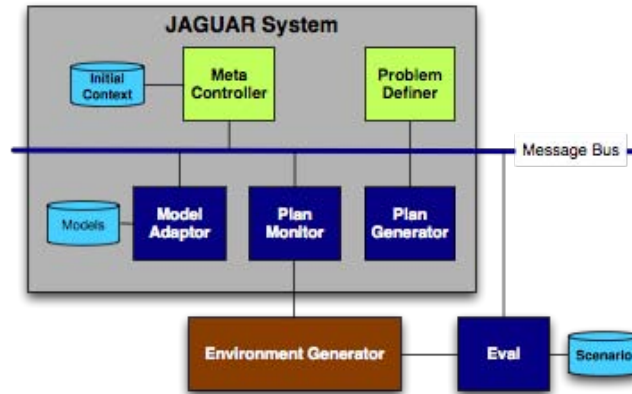 JAGUAR System
Initial
Context
Meta
Controller
Problem
Definer
Message Bus
Models
Model
Adaptor
Plan
Monitor
Plan
Generator
Environment Generator
Eval
Scenario